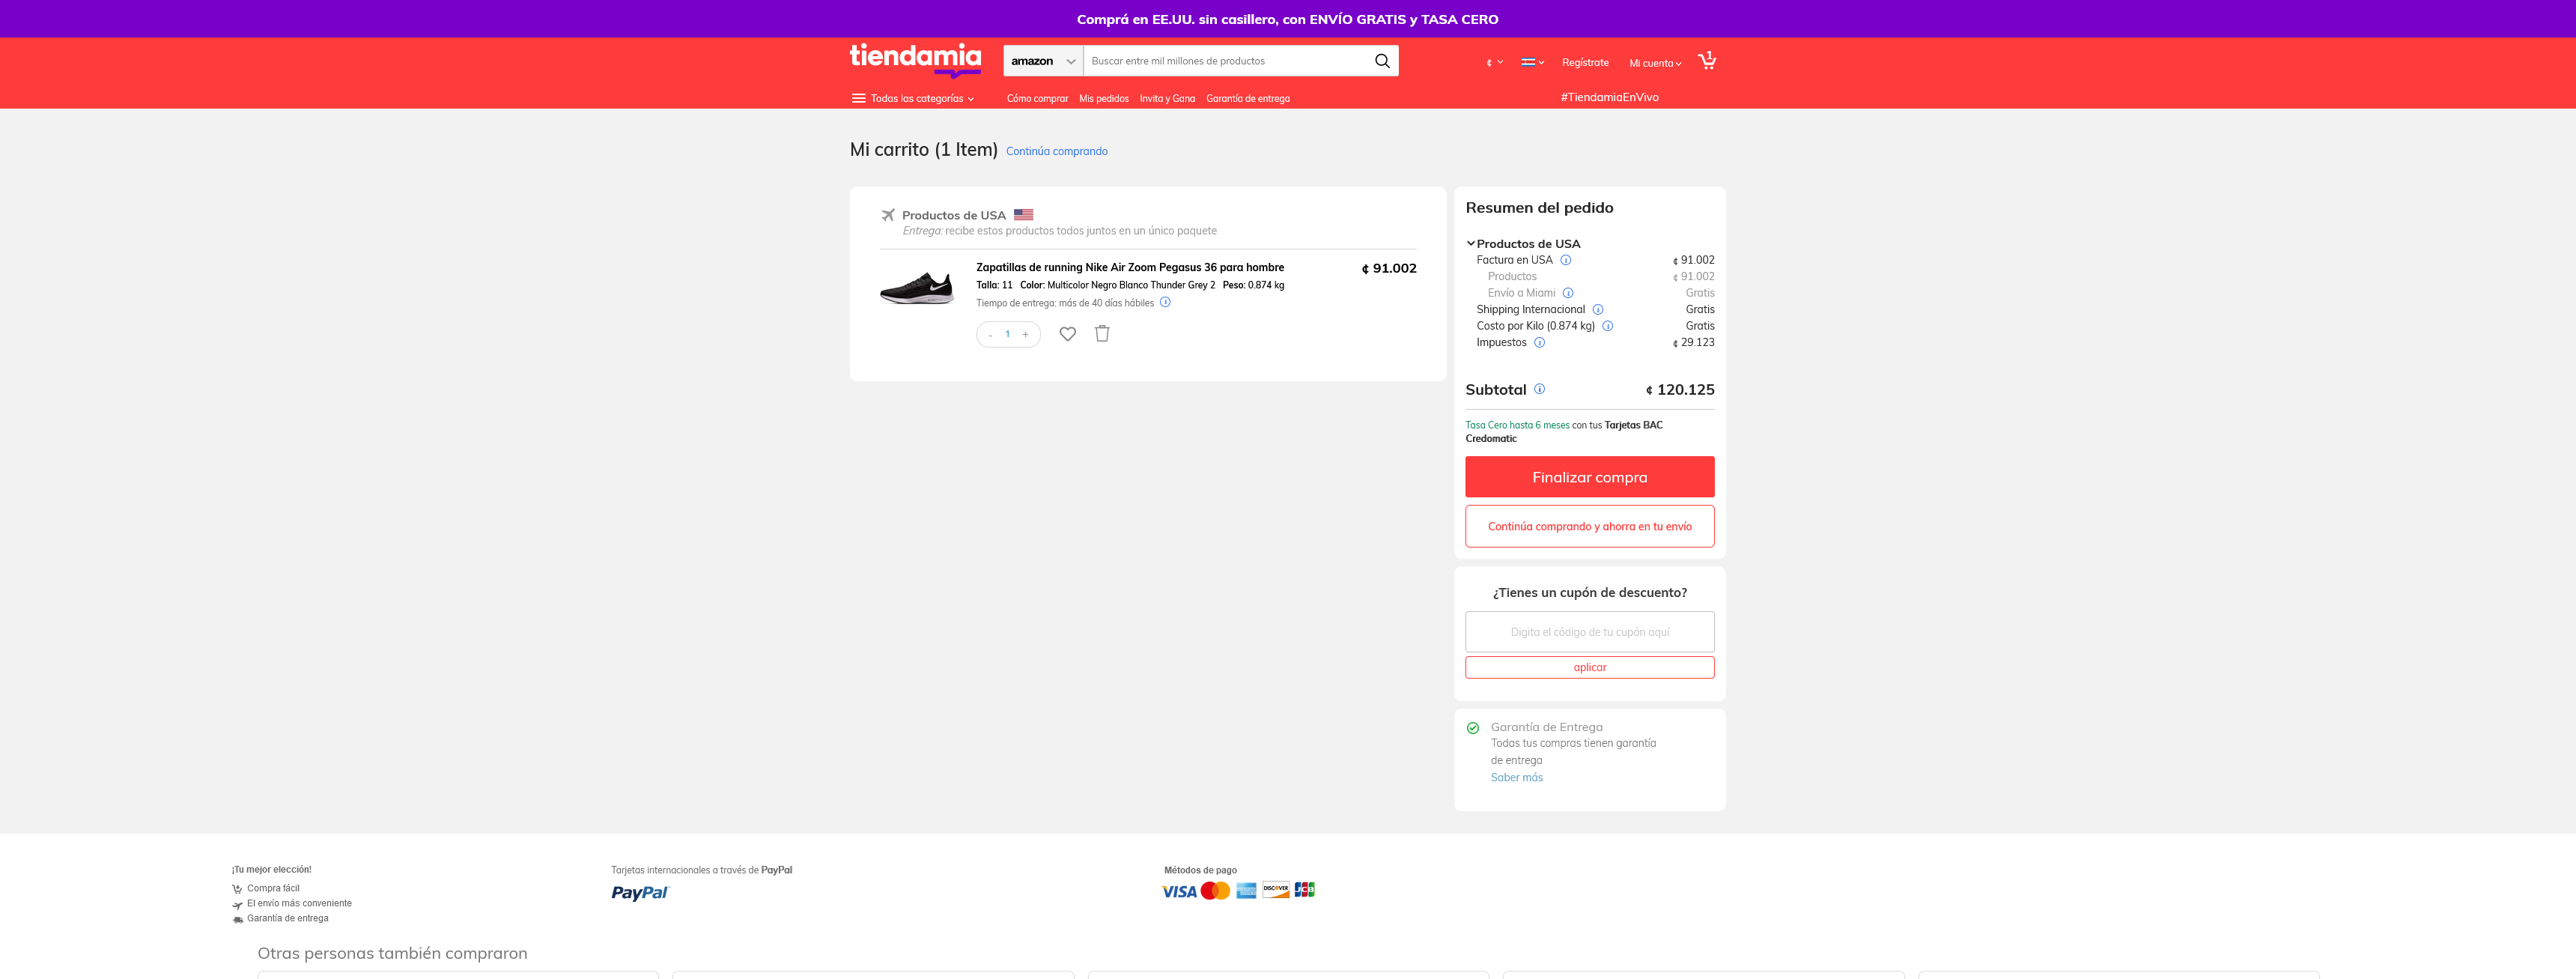 Comprá en EE.UU. sin casillero, con ENVÍO GRATIS y TASA CERO
tiendamia
amazon
Buscar entre mil millones de productos
¢
Regístrate
Mi cuenta
1
Todas las categorías
Cómo comprar
Mis pedidos
Invita y Gana
Garantía de entrega
#TiendamiaEnVivo
Mi carrito (1 Item) Continúa comprando
Productos de USA
Entrega: recibe estos productos todos juntos en un único paquete
Zapatillas de running Nike Air Zoom Pegasus 36 para hombre
¢ 91.002
Talla: 11 Color: Multicolor Negro Blanco Thunder Grey 2 Peso: 0.874 kg
Tiempo de entrega: más de 40 días hábiles
- 1 +
Resumen del pedido
Productos de USA
Factura en USA ¢ 91.002
Productos ¢ 91.002
Envío a Miami Gratis
Shipping Internacional Gratis
Costo por Kilo (0.874 kg) Gratis
Impuestos ¢ 29.123
Subtotal ¢ 120.125
Tasa Cero hasta 6 meses con tus Tarjetas BAC
Credomatic
Finalizar compra
Continúa comprando y ahorra en tu envío
¿Tienes un cupón de descuento?
Digita el código de tu cupón aquí
aplicar
Garantía de Entrega
Todas tus compras tienen garantía
de entrega
Saber más
¡Tu mejor elección!
Compra fácil
El envío más conveniente
Garantía de entrega
Tarjetas internacionales a través de PayPal
PayPal
Métodos de pago
VISA
DISCOVER
JCB
Otras personas también compraron